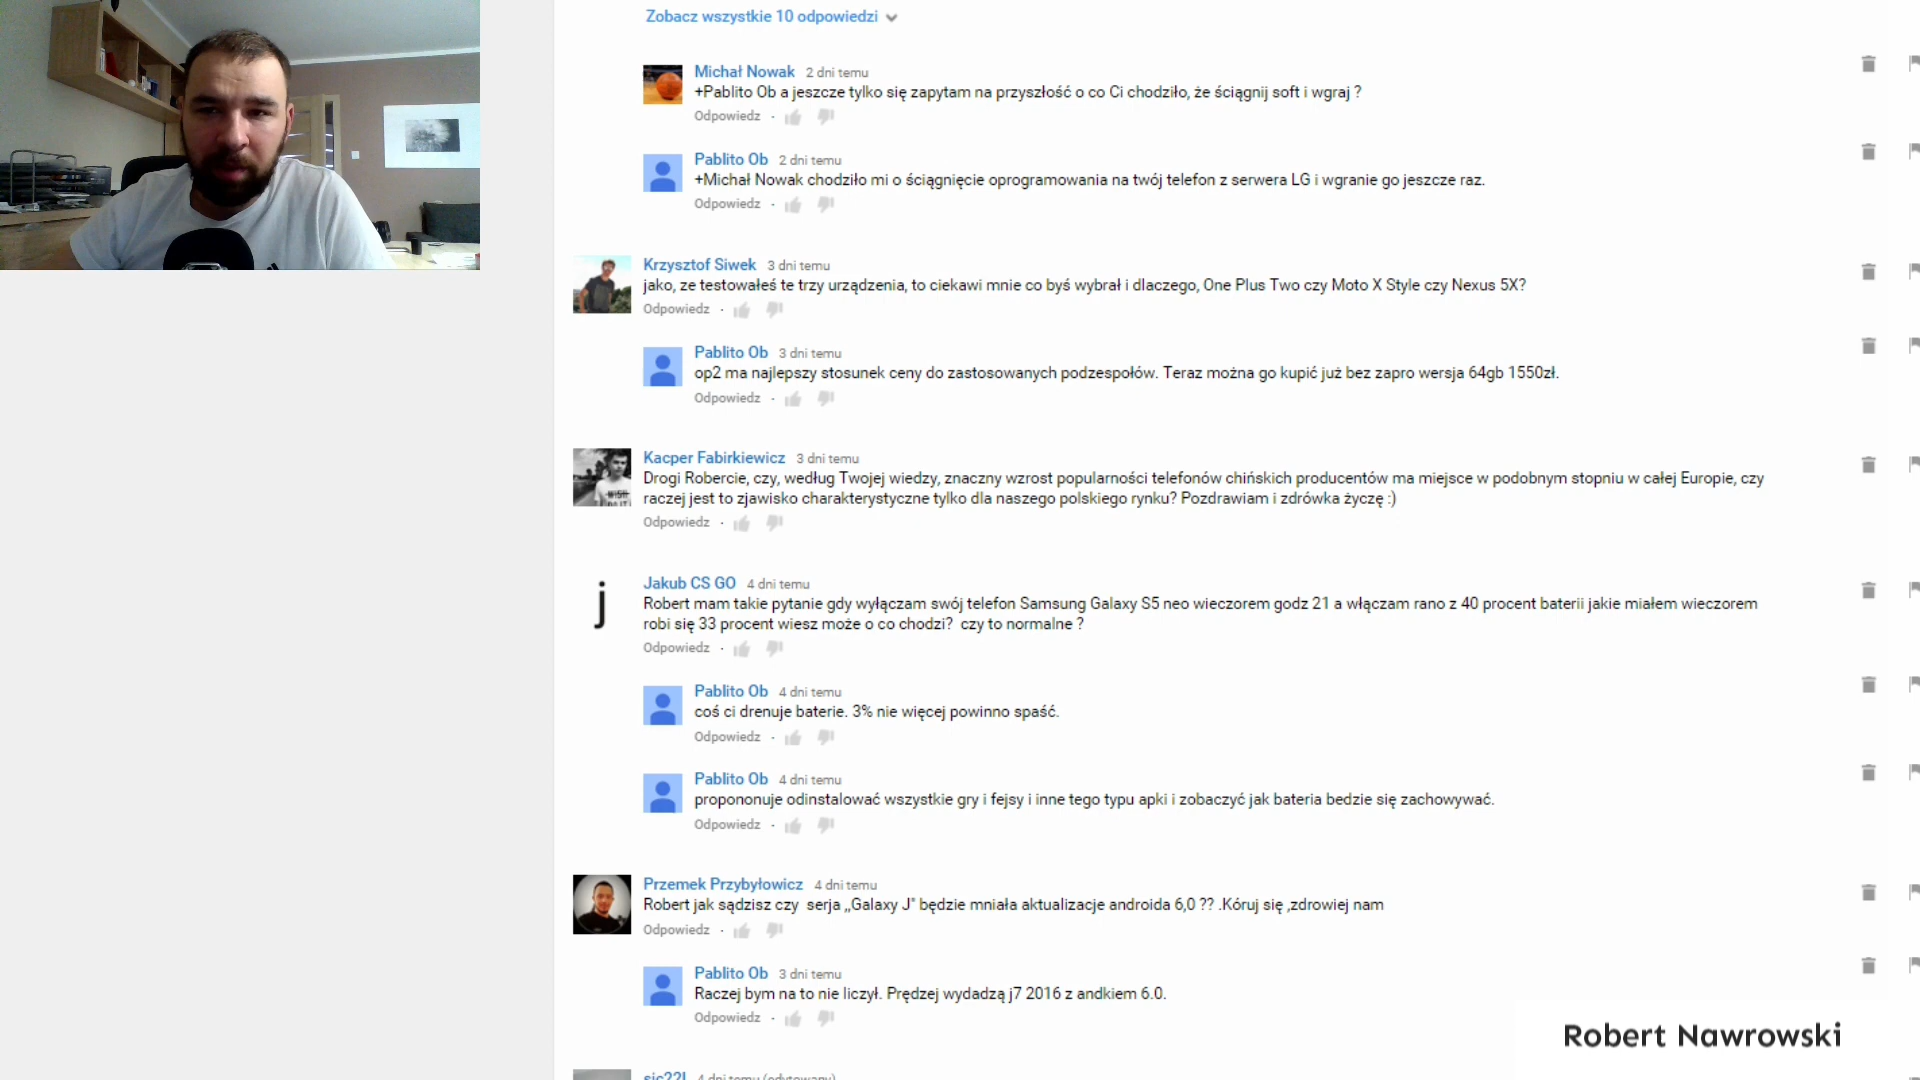 Zobacz wszystkie 10 odpowiedzi
Michał Nowak 2 dni temu
+Pablito Ob a jeszcze tylko się zapytam na przyszłość o co Ci chodziło, że ściągnij soft i wgraj ?
Odpowiedz ·
Pablito Ob 2 dni temu
+Michał Nowak chodziło mi o ściągnięcie oprogramowania na twój telefon z serwera LG i wgranie go jeszcze raz.
Odpowiedz ·
Krzysztof Siwek 3 dni temu
jako, ze testowałeś te trzy urządzenia, to ciekawi mnie co byś wybrał i dlaczego, One Plus Two czy Moto X Style czy Nexus 5X?
Odpowiedz ·
Pablito Ob 3 dni temu
op2 ma najlepszy stosunek ceny do zastosowanych podzespołów. Teraz można go kupić już bez zapro wersja 64gb 1550zł.
Odpowiedz ·
Kacper Fabirkiewicz 3 dni temu
Drogi Robercie, czy, według Twojej wiedzy, znaczny wzrost popularności telefonów chińskich producentów ma miejsce w podobnym stopniu w całej Europie, czy
raczej jest to zjawisko charakterystyczne tylko dla naszego polskiego rynku? Pozdrawiam i zdrówka życzę :)
Odpowiedz ·
j
Jakub CS GO 4 dni temu
Robert mam takie pytanie gdy wyłączam swój telefon Samsung Galaxy S5 neo wieczorem godz 21 a włączam rano z 40 procent baterii jakie miałem wieczorem
robi się 33 procent wiesz może o co chodzi? czy to normalne ?
Odpowiedz ·
Pablito Ob 4 dni temu
coś ci drenuje baterie. 3% nie więcej powinno spaść.
Odpowiedz ·
Pablito Ob 4 dni temu
propononuje odinstalować wszystkie gry i fejsy i inne tego typu apki i zobaczyć jak bateria bedzie się zachowywać.
Odpowiedz ·
Przemek Przybyłowicz 4 dni temu
Robert jak sądzisz czy serja „Galaxy J" będzie mniała aktualizacje androida 6,0 ?? .Kóruj się ,zdrowiej nam
Odpowiedz ·
Pablito Ob 3 dni temu
Raczej bym na to nie liczył. Prędzej wydadzą j7 2016 z andkiem 6.0.
Odpowiedz ·
Robert Nawrowski
4 dni temu (edytowany)